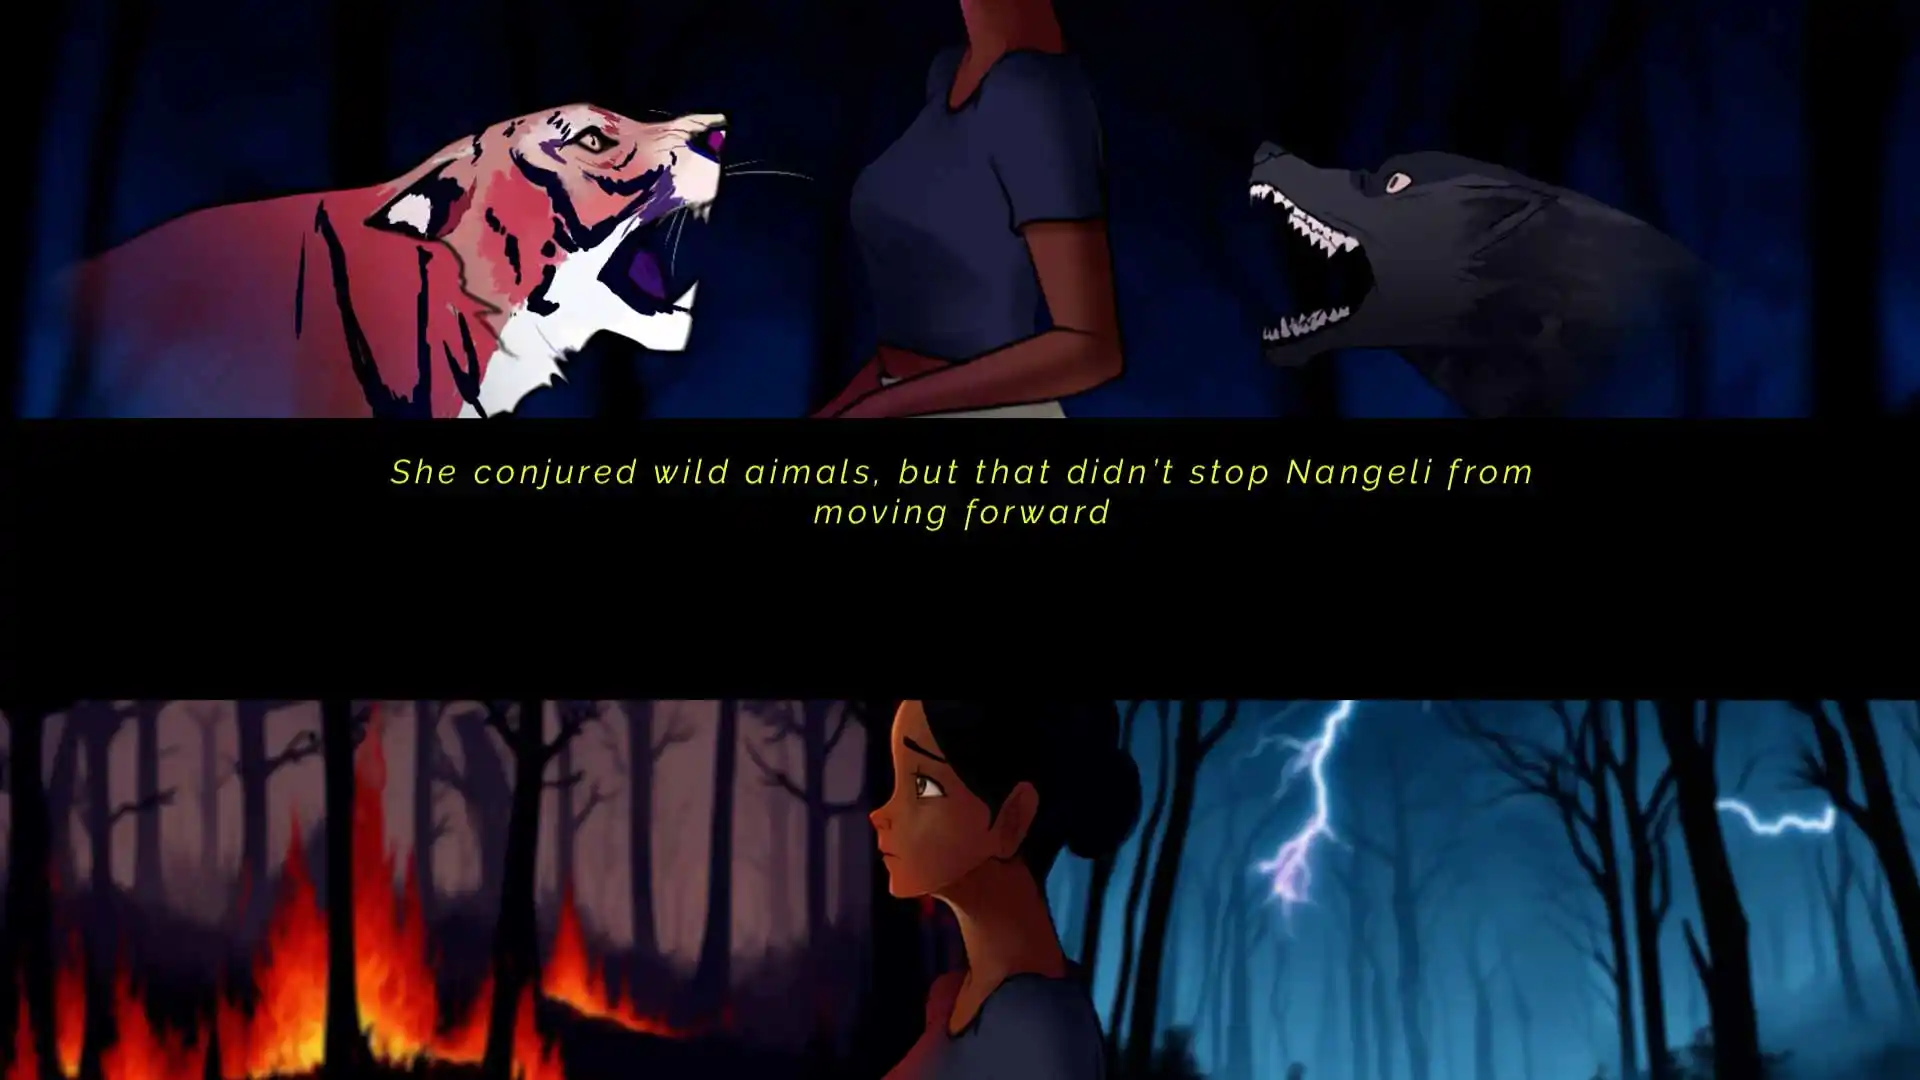 She conjured wild aimals, but that didn't stop Nangeli from
moving forward